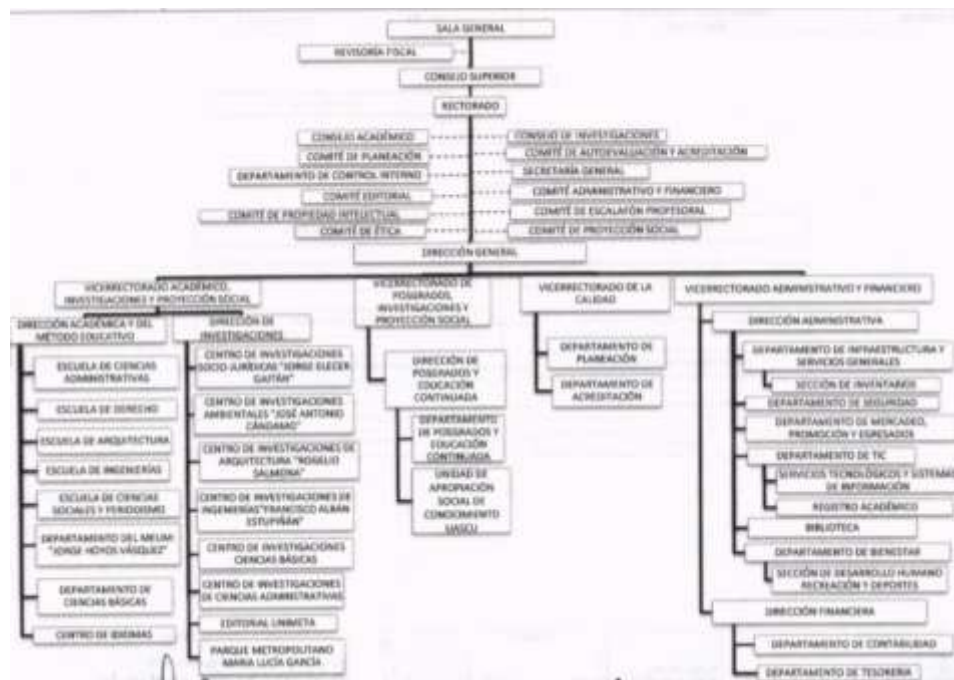 SALA GENERAL
REVISORÍA FISCAL
CONSEJO SUPERIOR
RECTORADO
CONSEJO ACADÉMICO
CONSEJO DE INVESTIGACIONES
COMITÉ DE PLANEACIÓN
COMITÉ DE AUTOEVALUACIÓN Y ACREDITACIÓN
DEPARTAMENTO DE CONTROL INTERNO
SECRETARÍA GENERAL
COMITÉ EDITORIAL
COMITÉ ADMINISTRATIVO Y FINANCIERO
COMITÉ DE PROPIEDAD INTELECTUAL
COMITÉ DE ESCALAFÓN PROFESORAL
COMITÉ DE ÉTICA
COMITÉ DE PROYECCIÓN SOCIAL
DIRECCIÓN GENERAL
VICERRECTORADO ACADÉMICO,
INVESTIGACIONES Y PROYECCIÓN SOCIAL
DIRECCIÓN ACADÉMICA Y DEL
MÉTODO EDUCATIVO
ESCUELA DE CIENCIAS
ADMINISTRATIVAS
ESCUELA DE DERECHO
ESCUELA DE ARQUITECTURA
ESCUELA DE INGENIERÍAS
ESCUELA DE CIENCIAS
SOCIALES Y PERIODISMO
DEPARTAMENTO DEL MEUM
"JORGE HOYOS VÁSQUEZ"
DEPARTAMENTO DE
CIENCIAS BÁSICAS
CENTRO DE IDIOMAS
DIRECCIÓN DE
INVESTIGACIONES
CENTRO DE INVESTIGACIONES
SOCIO-JURÍDICAS "JORGE ELECER
GAITÁN"
CENTRO DE INVESTIGACIONES
AMBIENTALES "JOSÉ ANTONIO
CÁNDAMO"
CENTRO DE INVESTIGACIONES DE
ARQUITECTURA "ROGELIO
SALMONA"
CENTRO DE INVESTIGACIONES DE
INGENIERÍAS"FRANCISCO ALBÁN
ESTUPIÑÁN"
CENTRO DE INVESTIGACIONES
CIENCIAS BÁSICAS
CENTRO DE INVESTIGACIONES
DE CIENCIAS ADMINISTRATIVAS
EDITORIAL UNIMETA
PARQUE METROPOLITANO
MARIA LUCÍA GARCÍA
VICERRECTORADO DE
POSGRADOS,
INVESTIGACIONES Y
PROYECCIÓN SOCIAL
DIRECCIÓN DE
POSGRADOS Y
EDUCACIÓN
CONTINUADA
DEPARTAMENTO
DE POSGRADOS Y
EDUCACIÓN
CONTINUADA
UNIDAD DE
APROPIACIÓN
SOCIAL DE
CONOCIMIENTO
UASCU
VICERRECTORADO DE LA
CALIDAD
DEPARTAMENTO DE
PLANEACIÓN
DEPARTAMENTO DE
ACREDITACIÓN
VICERRECTORADO ADMINISTRATIVO Y FINANCIERO
DIRECCIÓN ADMINISTRATIVA
DEPARTAMENTO DE INFRAESTRUCTURA Y
SERVICIOS GENERALES
SECCIÓN DE INVENTARIOS
DEPARTAMENTO DE SEGURIDAD
DEPARTAMENTO DE MERCADEO,
PROMOCIÓN Y EGRESADOS
DEPARTAMENTO DE TIC
SERVICIOS TECNOLÓGICOS Y SISTEMAS
DE INFORMACIÓN
REGISTRO ACADÉMICO
BIBLIOTECA
DEPARTAMENTO DE BIENESTAR
SECCIÓN DE DESARROLLO HUMANO
RECREACIÓN Y DEPORTES
DIRECCIÓN FINANCIERA
DEPARTAMENTO DE CONTABILIDAD
DEPARTAMENTO DE TESORERIA